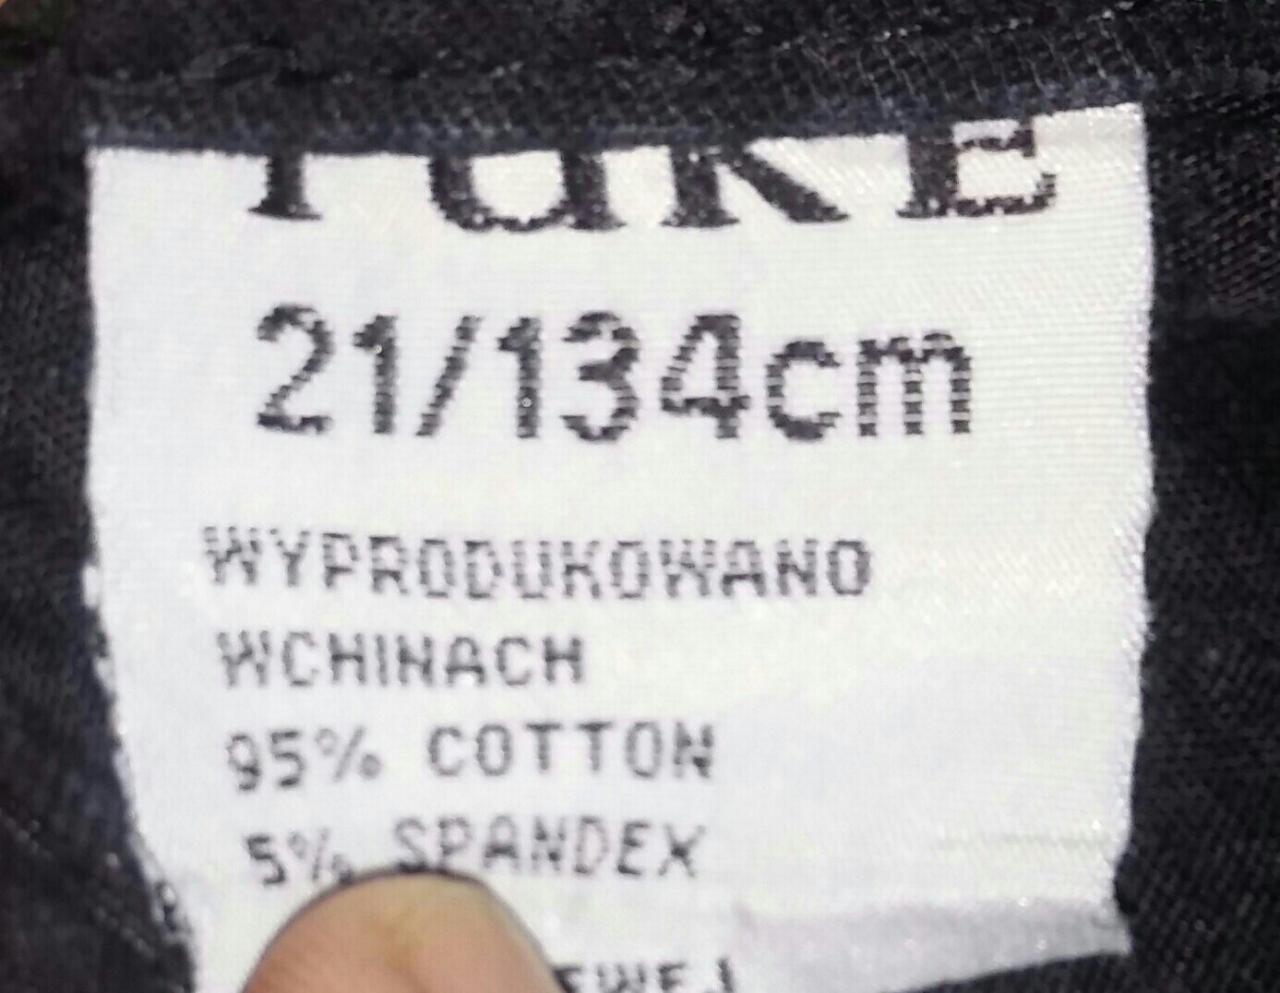 21/134cm
WYPRODUKOWANO
WCHINACH
95% COTTON
5% SPANDEX